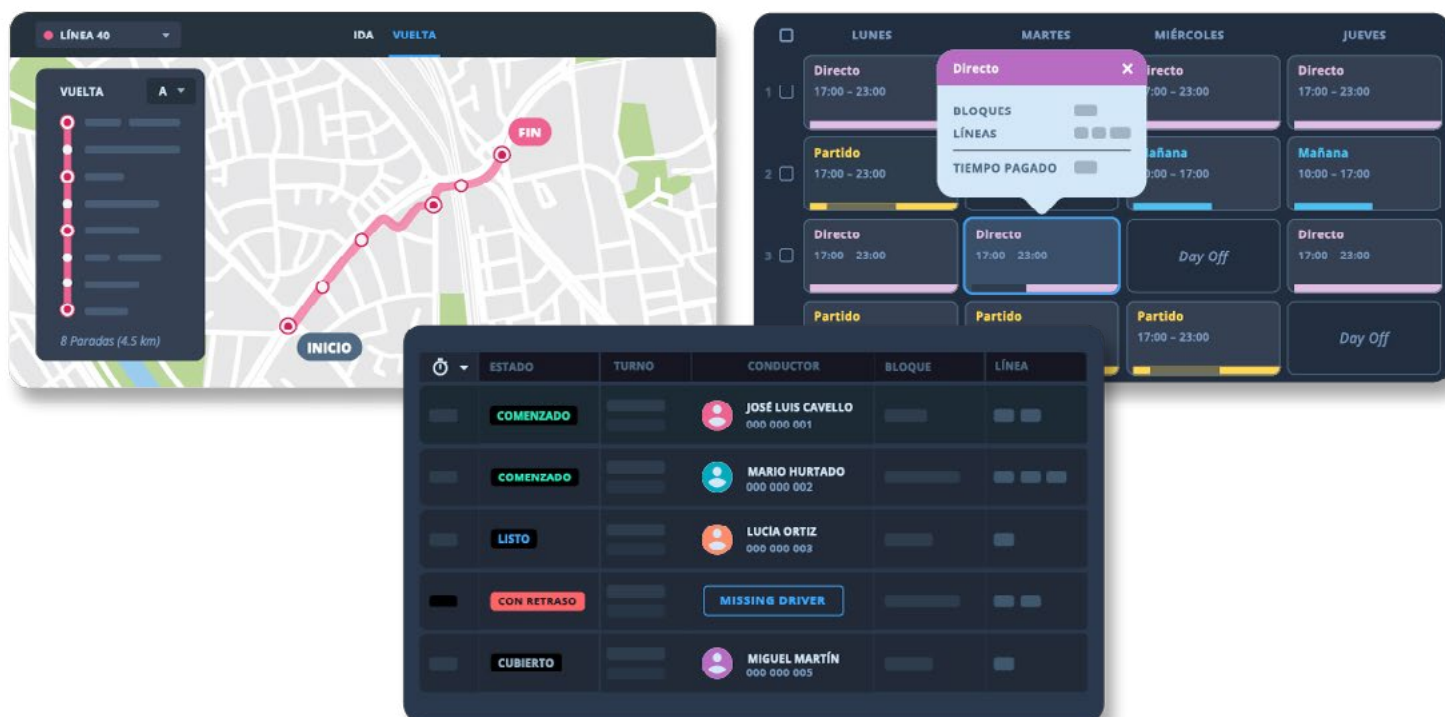 LÍNEA 40
IDA VUELTA
VUELTA A
FIN
INICIO
8 Paradas (4.5 km)
LUNES MARTES MIÉRCOLES JUEVES
1
Directo
17:00 – 23:00
Directo
BLOQUES
LÍNEAS
TIEMPO PAGADO
irecto
7:00 – 23:00
Directo
17:00 – 23:00
2
Partido
17:00 – 23:00
añana
0:00 – 17:00
Mañana
10:00 – 17:00
3
Directo
17:00 23:00
Directo
17:00 23:00
Day Off
Directo
17:00 23:00
Partido
Partido
Partido
17:00 – 23:00
Day Off
ESTADO TURNO CONDUCTOR BLOQUE LÍNEA
COMENZADO
JOSÉ LUIS CAVELLO
000 000 001
COMENZADO
MARIO HURTADO
000 000 002
LISTO
LUCÍA ORTIZ
000 000 003
CON RETRASO
MISSING DRIVER
CUBIERTO
MIGUEL MARTÍN
000 000 005